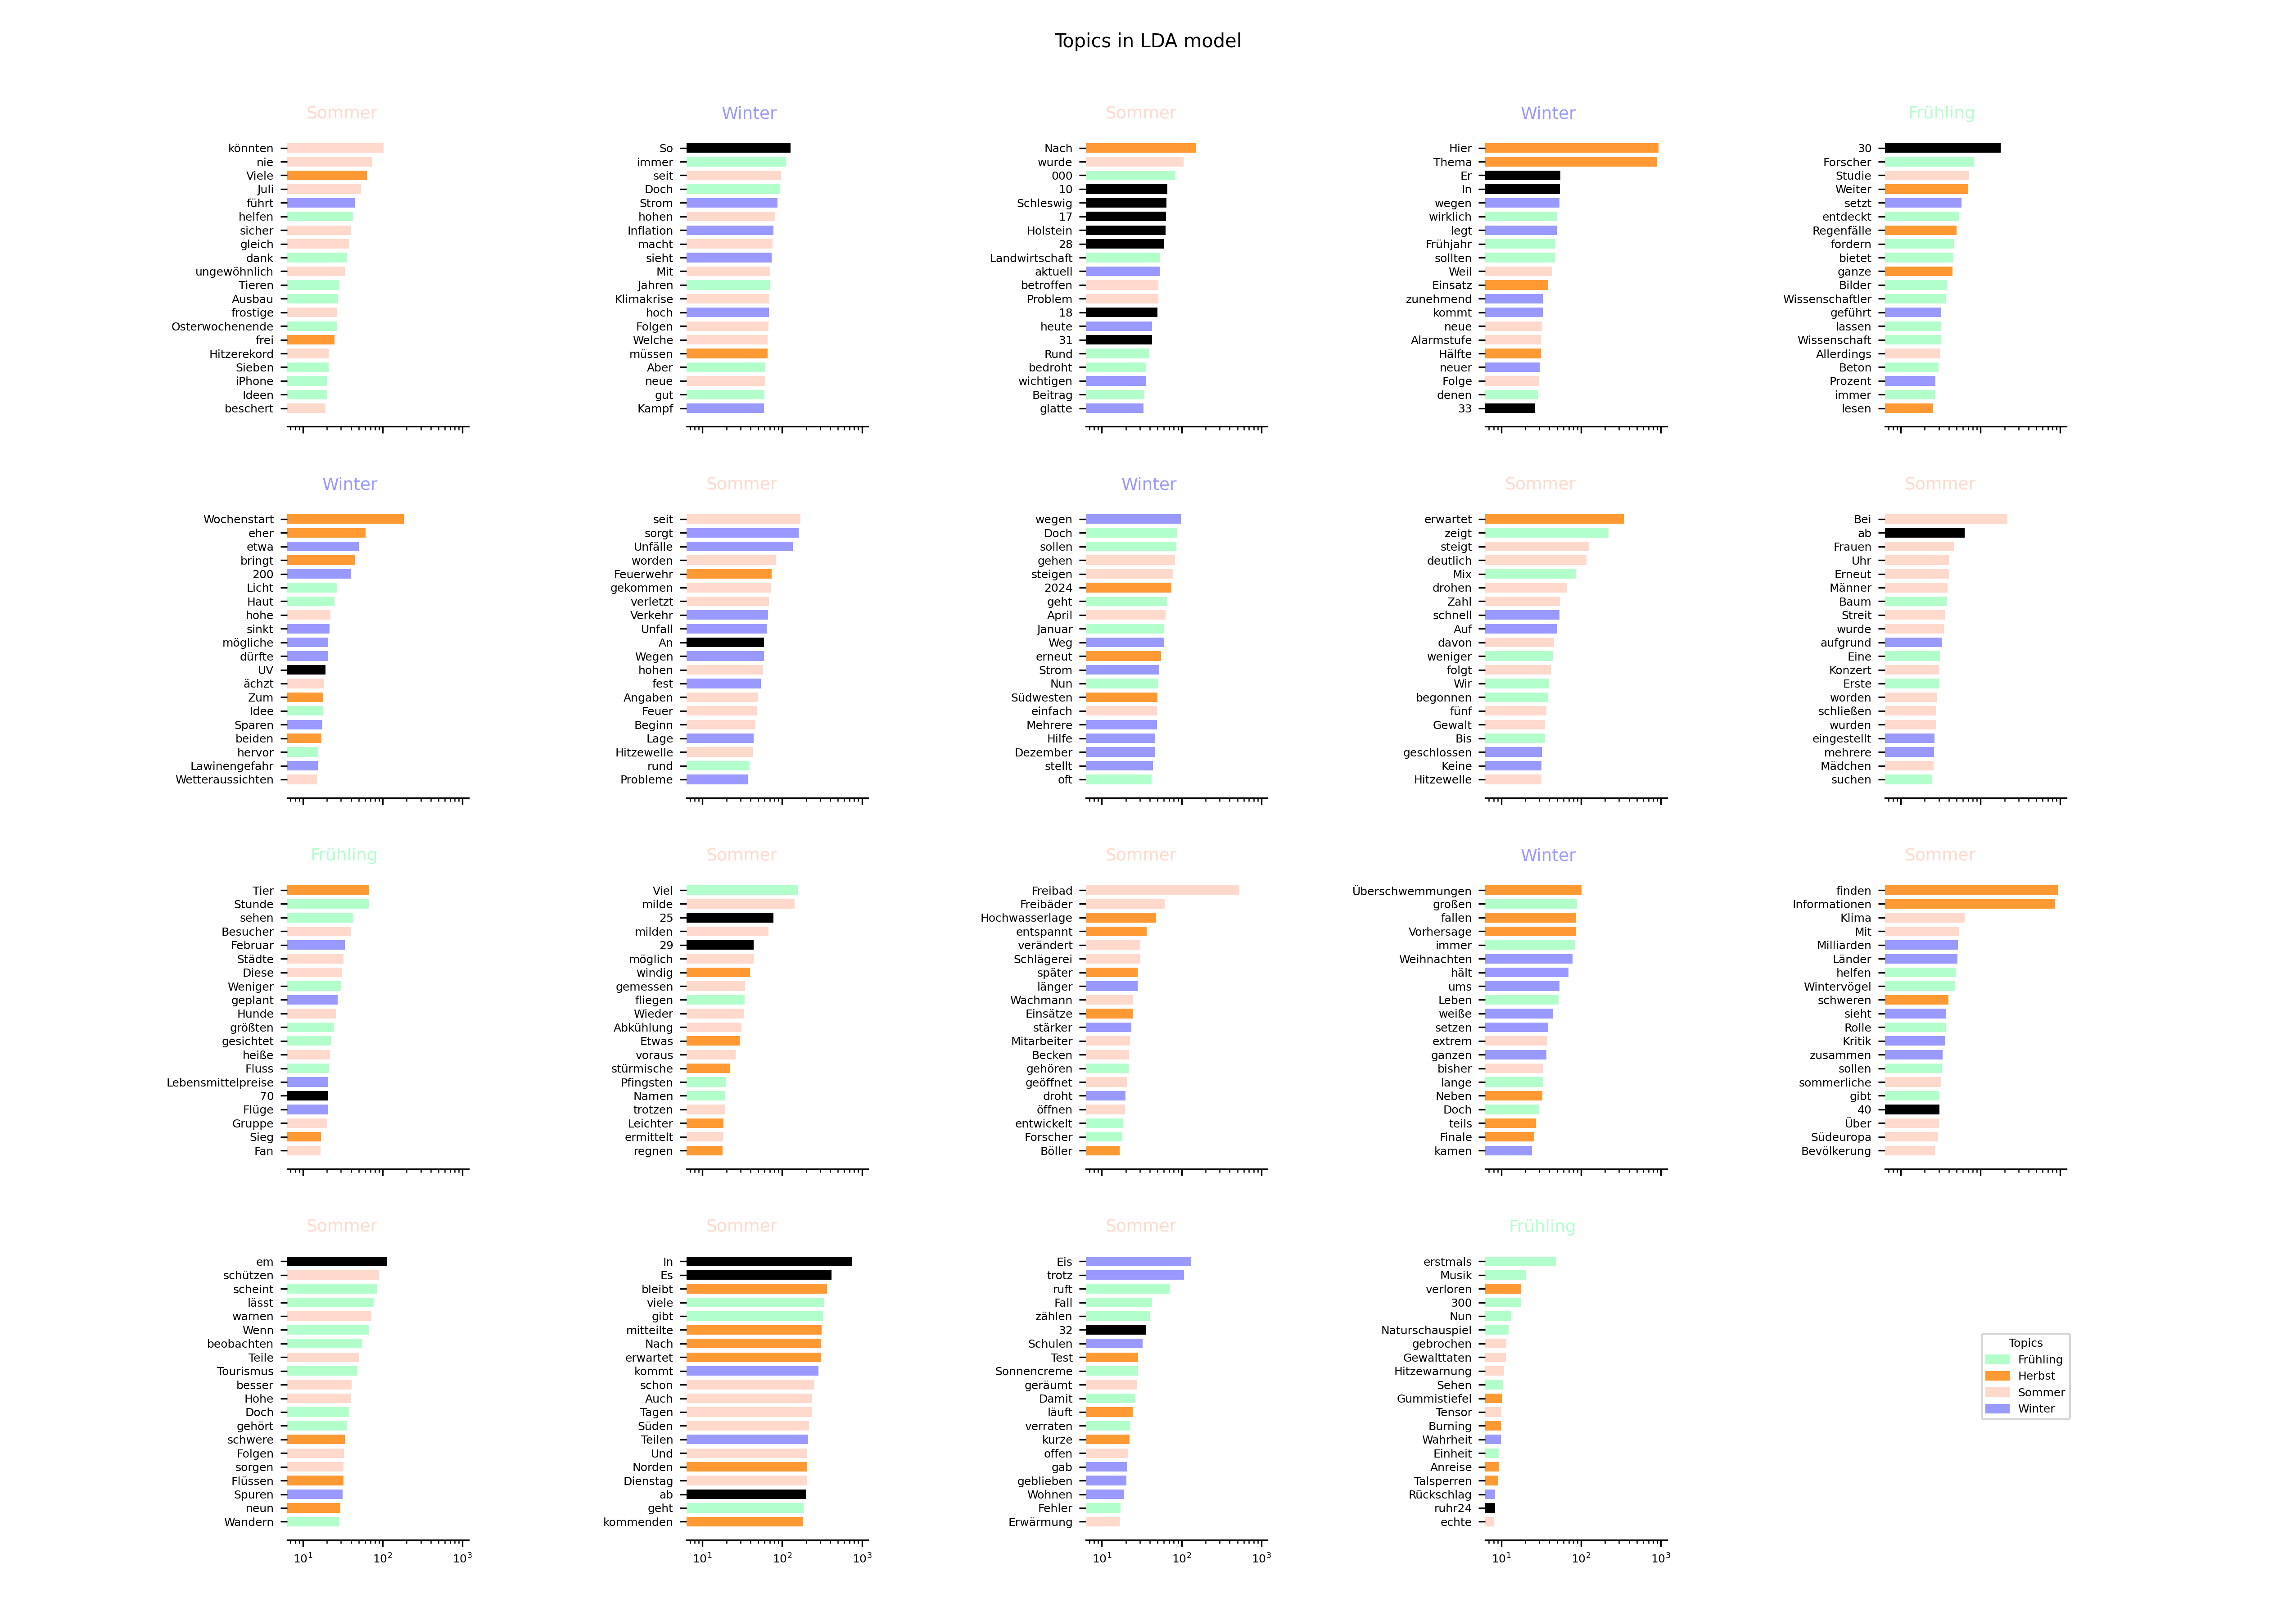 Topics in LDA model
Sommer
könnten
nie
Viele
Juli
führt
helfen
sicher
gleich
dank
ungewöhnlich
Tieren
Ausbau
frostige
Osterwochenende
frei
Hitzerekord
Sieben
iPhone
Ideen
beschert
Winter
So
immer
seit
Doch
Strom
hohen
Inflation
macht
sieht
Mit
Jahren
Klimakrise
hoch
Folgen
Welche
müssen
Aber
neue
gut
Kampf
Sommer
Nach
wurde
000
10
Schleswig
17
Holstein
28
Landwirtschaft
aktuell
betroffen
Problem
18
heute
31
Rund
bedroht
wichtigen
Beitrag
glatte
Winter
Hier
Thema
Er
In
wegen
wirklich
legt
Frühjahr
sollten
Weil
Einsatz
zunehmend
kommt
neue
Alarmstufe
Hälfte
neuer
Folge
denen
33
Frühling
30
Forscher
Studie
Weiter
setzt
entdeckt
Regenfälle
fordern
bietet
ganze
Bilder
Wissenschaftler
geführt
lassen
Wissenschaft
Allerdings
Beton
Prozent
immer
lesen
Winter
Wochenstart
eher
etwa
bringt
200
Licht
Haut
hohe
sinkt
mögliche
dürfte
UV
ächzt
Zum
Idee
Sparen
beiden
hervor
Lawinengefahr
Wetteraussichten
Sommer
seit
sorgt
Unfälle
worden
Feuerwehr
gekommen
verletzt
Verkehr
Unfall
An
Wegen
hohen
fest
Angaben
Feuer
Beginn
Lage
Hitzewelle
rund
Probleme
Winter
wegen
Doch
sollen
gehen
steigen
2024
geht
April
Januar
Weg
erneut
Strom
Nun
Südwesten
einfach
Mehrere
Hilfe
Dezember
stellt
oft
Sommer
erwartet
zeigt
steigt
deutlich
Mix
drohen
Zahl
schnell
Auf
davon
weniger
folgt
Wir
begonnen
fünf
Gewalt
Bis
geschlossen
Keine
Hitzewelle
Sommer
Bei
ab
Frauen
Uhr
Erneut
Männer
Baum
Streit
wurde
aufgrund
Eine
Konzert
Erste
worden
schließen
wurden
eingestellt
mehrere
Mädchen
suchen
Frühling
Tier
Stunde
sehen
Besucher
Februar
Städte
Diese
Weniger
geplant
Hunde
größten
gesichtet
heiße
Fluss
Lebensmittelpreise
70
Flüge
Gruppe
Sieg
Fan
Sommer
Viel
milde
25
milden
29
möglich
windig
gemessen
fliegen
Wieder
Abkühlung
Etwas
voraus
stürmische
Pfingsten
Namen
trotzen
Leichter
ermittelt
regnen
Sommer
Freibad
Freibäder
Hochwasserlage
entspannt
verändert
Schlägerei
später
länger
Wachmann
Einsätze
stärker
Mitarbeiter
Becken
gehören
geöffnet
droht
öffnen
entwickelt
Forscher
Böller
Winter
Überschwemmungen
großen
fallen
Vorhersage
immer
Weihnachten
hält
ums
Leben
weiße
setzen
extrem
ganzen
bisher
lange
Neben
Doch
teils
Finale
kamen
Sommer
finden
Informationen
Klima
Mit
Milliarden
Länder
helfen
Wintervögel
schweren
sieht
Rolle
Kritik
zusammen
sollen
sommerliche
gibt
40
Über
Südeuropa
Bevölkerung
Sommer
em
schützen
scheint
lässt
warnen
Wenn
beobachten
Teile
Tourismus
besser
Hohe
Doch
gehört
schwere
Folgen
sorgen
Flüssen
Spuren
neun
Wandern
10¹ 10² 10³
Sommer
In
Es
bleibt
viele
gibt
mitteilte
Nach
erwartet
kommt
schon
Auch
Tagen
Süden
Teilen
Und
Norden
Dienstag
ab
geht
kommenden
10¹ 10² 10³
Sommer
Eis
trotz
ruft
Fall
zählen
32
Schulen
Test
Sonnencreme
geräumt
Damit
läuft
verraten
kurze
offen
gab
geblieben
Wohnen
Fehler
Erwärmung
10¹ 10² 10³
Frühling
erstmals
Musik
verloren
300
Nun
Naturschauspiel
gebrochen
Gewalttaten
Hitzewarnung
Sehen
Gummistiefel
Tensor
Burning
Wahrheit
Einheit
Anreise
Talsperren
Rückschlag
ruhr24
echte
10¹ 10² 10³
Topics
Frühling
Herbst
Sommer
Winter